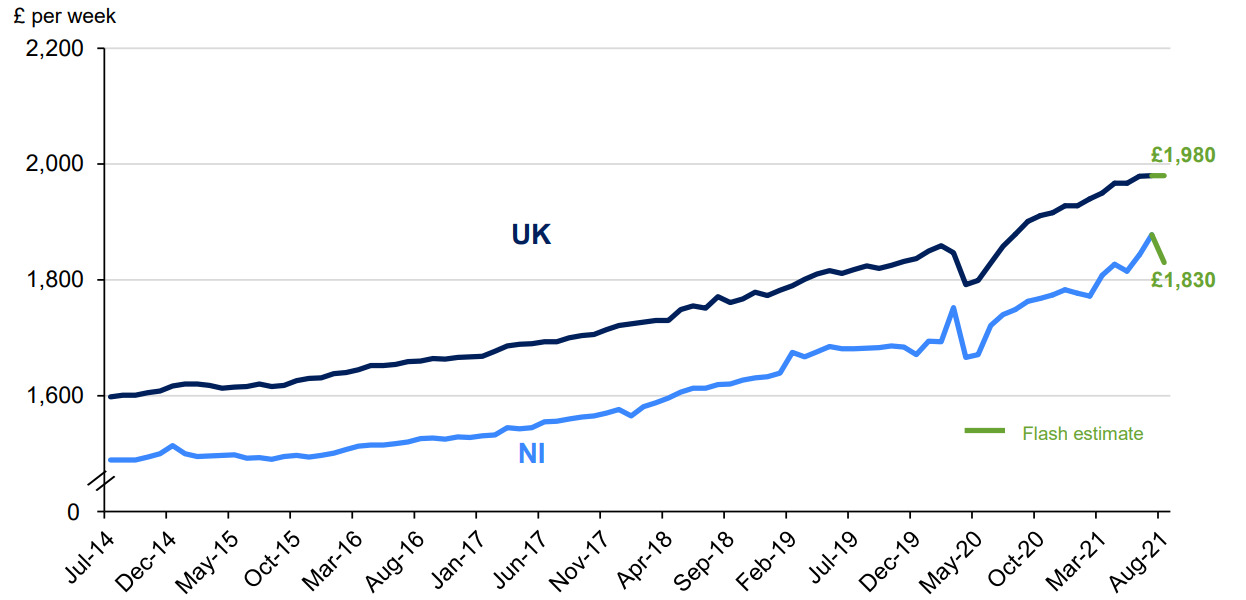 £ per week
2,200
2,000
1,800
1,600
0
£1,980
UK
£1,830
Flash estimate
NI
Jul-14
Dec-14
May-15
Oct-15
Mar-16
Aug-16
Jan-17
Jun-17
Nov-17
Apr-18
Sep-18
Feb-19
Jul-19
Dec-19
May-20
Oct-20
Mar-21
Aug-21